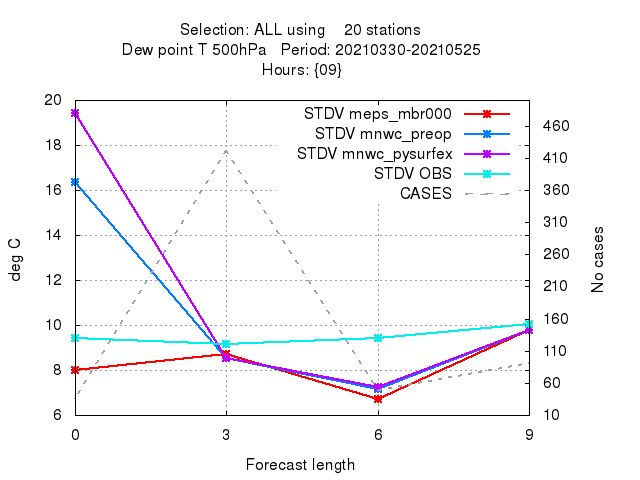 Selection: ALL using 20 stations
Dew point T 500hPa Period: 20210330-20210525
Hours: {09}
STDV meps_mbr000
STDV mnwc_preop
STDV mnwc_pysurfex
STDV OBS
CASES
deg C
20
18
16
14
12
10
8
6
460
410
360
310
260
210
160
110
60
10
No cases
0 3 6 9
Forecast length